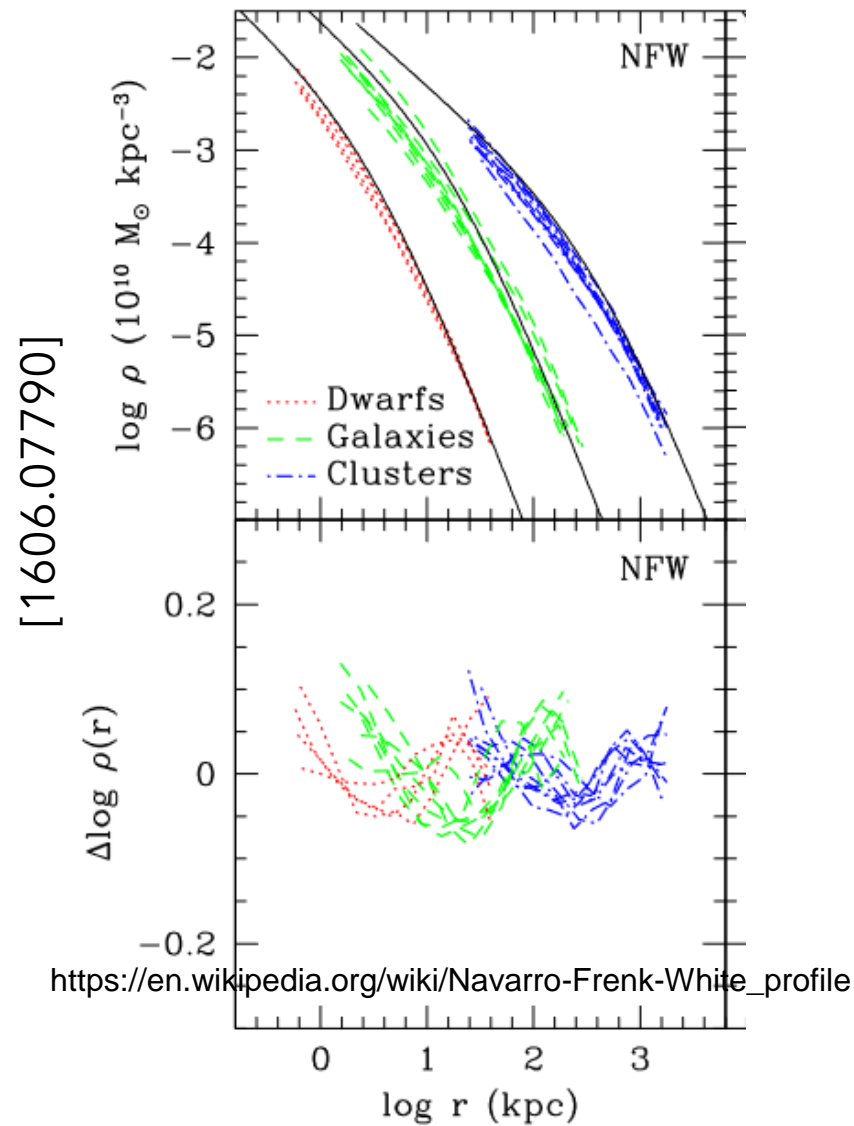 [1606.07790]
NFW
log ρ (10¹⁰ M☉ kpc⁻³)
−2
−3
−4
−5
−6
Dwarfs
Galaxies
Clusters
NFW
Δlog ρ(r)
0.2
0
−0.2
https://en.wikipedia.org/wiki/Navarro-Frenk-White_profile
0 1 2 3
log r (kpc)